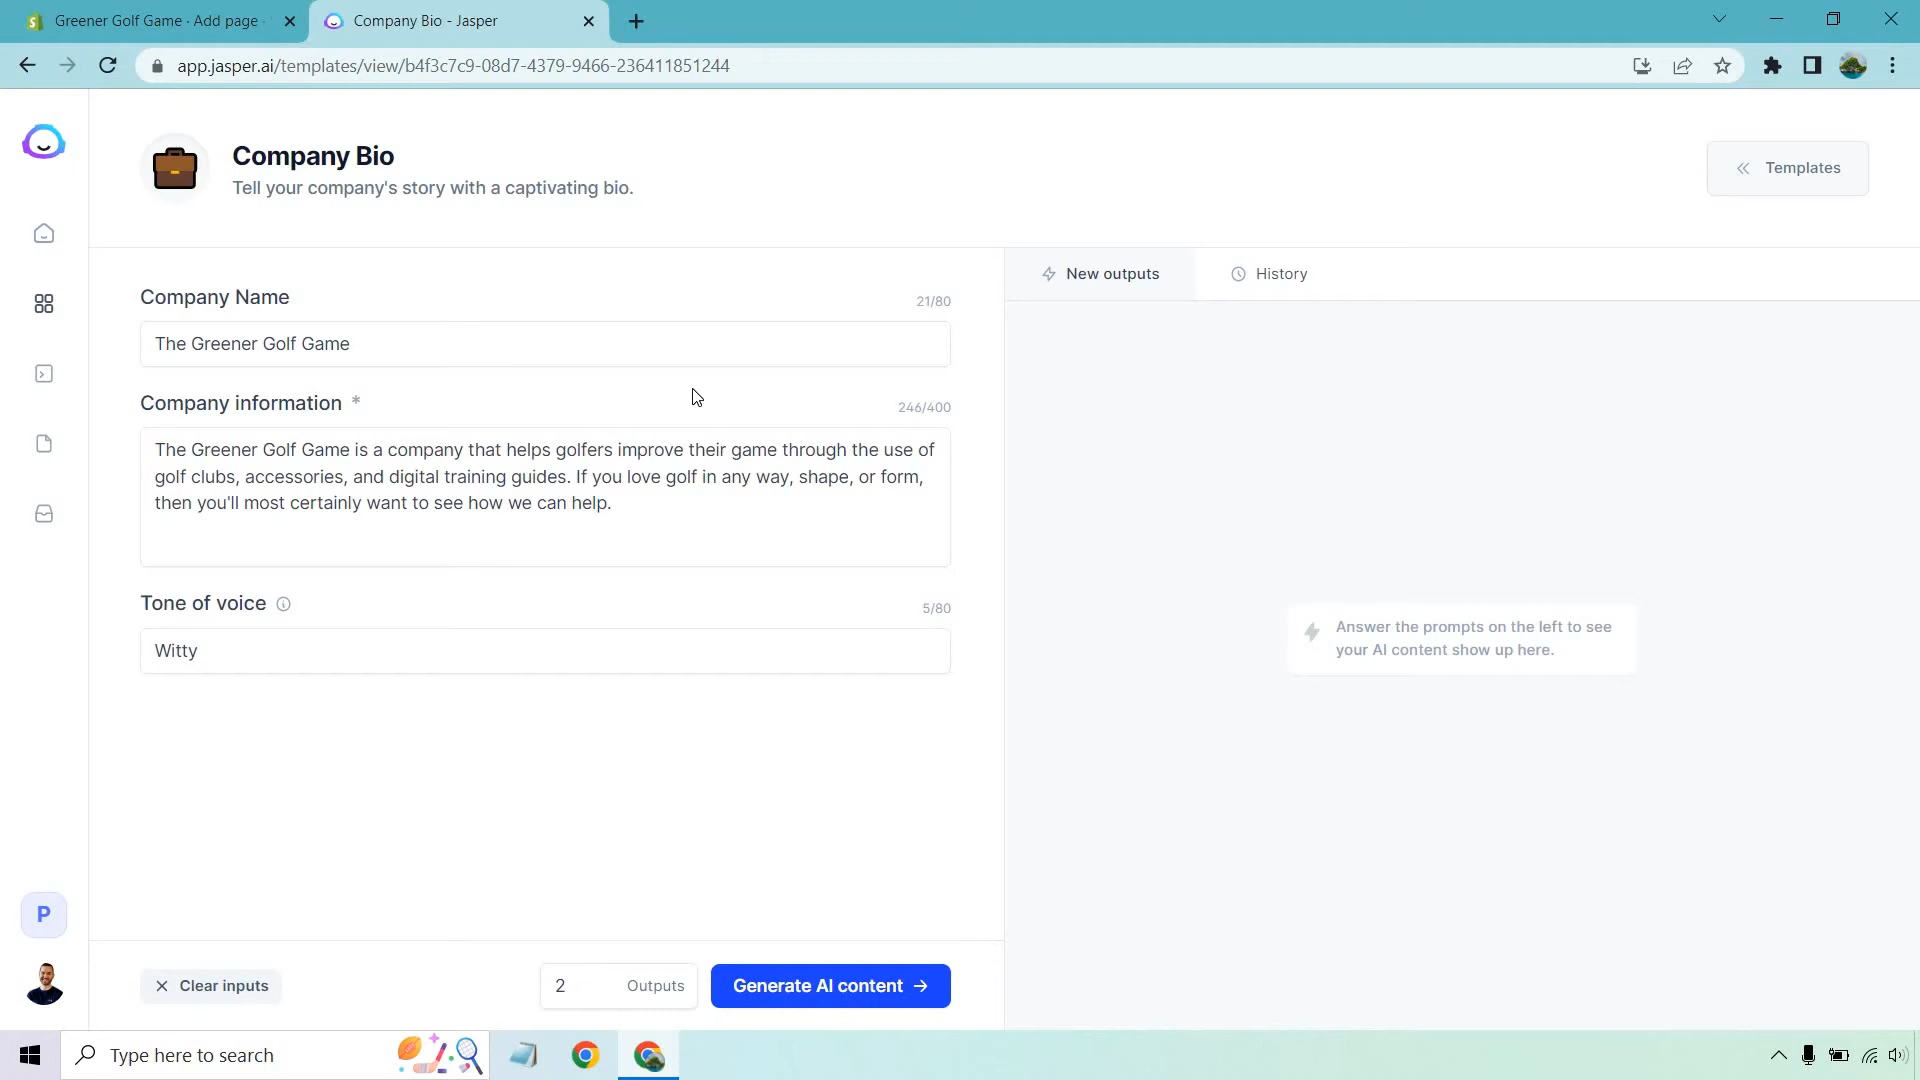 Greener Golf Game · Add page ·
Company Bio - Jasper
app.jasper.ai/templates/view/b4f3c7c9-08d7-4379-9466-236411851244
Company Bio
Tell your company's story with a captivating bio.
Templates
New outputs
History
Company Name
21/80
The Greener Golf Game
Company information *
246/400
The Greener Golf Game is a company that helps golfers improve their game through the use of
golf clubs, accessories, and digital training guides. If you love golf in any way, shape, or form,
then you'll most certainly want to see how we can help.
Tone of voice
5/80
Witty
Answer the prompts on the left to see
your AI content show up here.
P
Clear inputs
2 Outputs
Generate AI content →
Type here to search